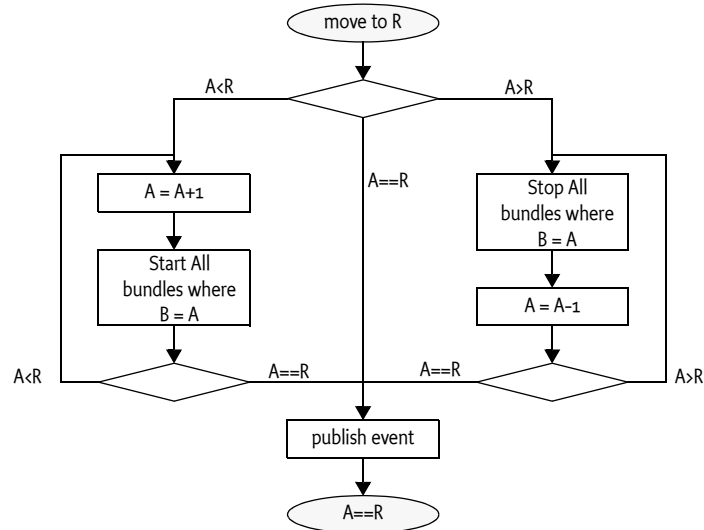 move to R
A<R
A>R
A==R
A = A+1
Stop All
bundles where
B = A
Start All
bundles where
B = A
A = A-1
A<R
A==R
A==R
A>R
publish event
A==R